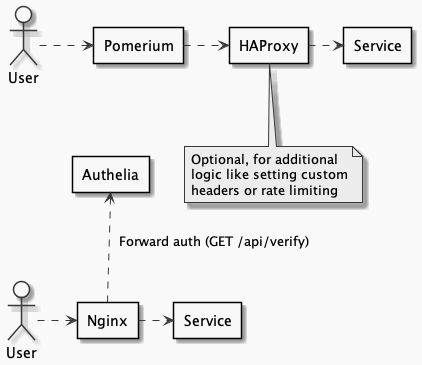 User
Pomerium
HAProxy
Service
Optional, for additional
logic like setting custom
headers or rate limiting
Authelia
Forward auth (GET /api/verify)
User
Nginx
Service